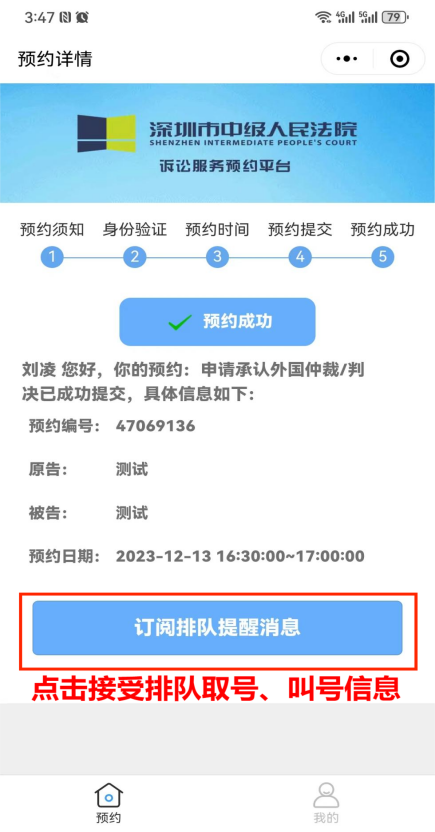 3:47
4G 5G 79
预约详情
深圳市中级人民法院
SHENZHEN INTERMEDIATE PEOPLE'S COURT
诉讼服务预约平台
预约须知 身份验证 预约时间 预约提交 预约成功
1 2 3 4 5
预约成功
刘凌 您好，你的预约：申请承认外国仲裁/判
决已成功提交，具体信息如下：
预约编号： 47069136
原告： 测试
被告： 测试
预约日期： 2023-12-13 16:30:00~17:00:00
订阅排队提醒消息
点击接受排队取号、叫号信息
预约 我的